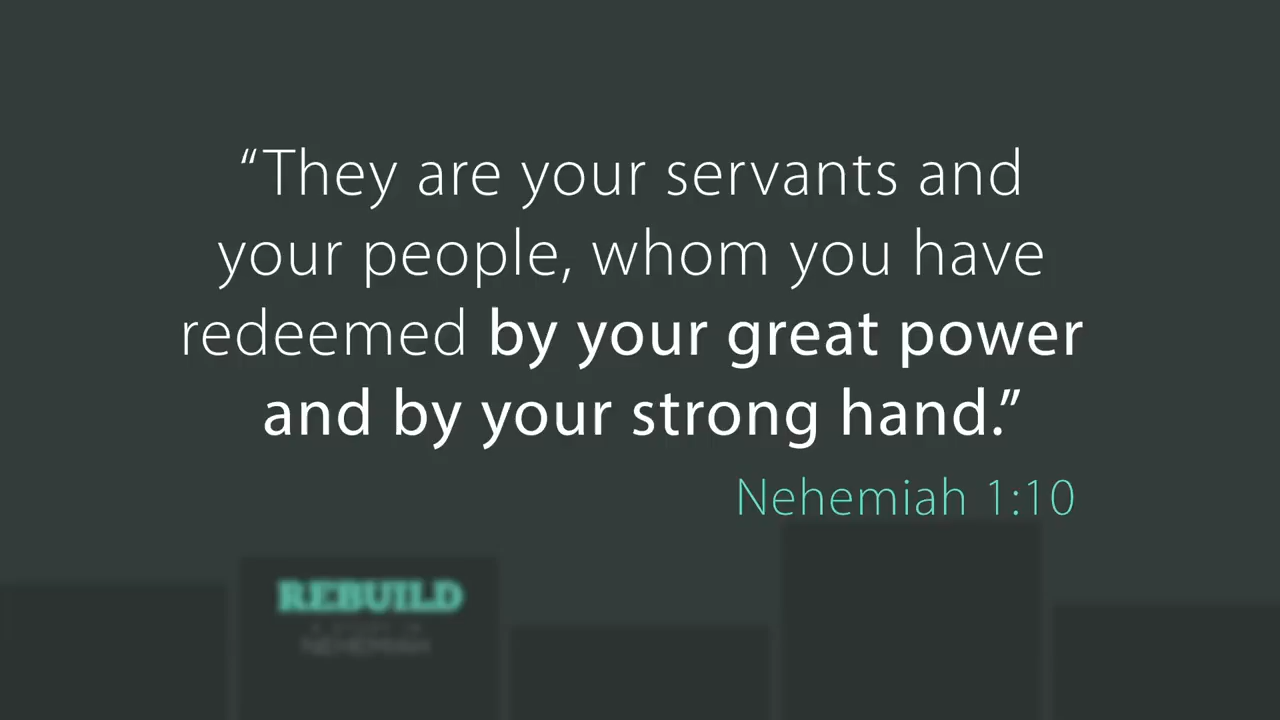 “They are your servants and
your people, whom you have
redeemed by your great power
and by your strong hand.”
Nehemiah 1:10
REBUILD
NEHEMIAH